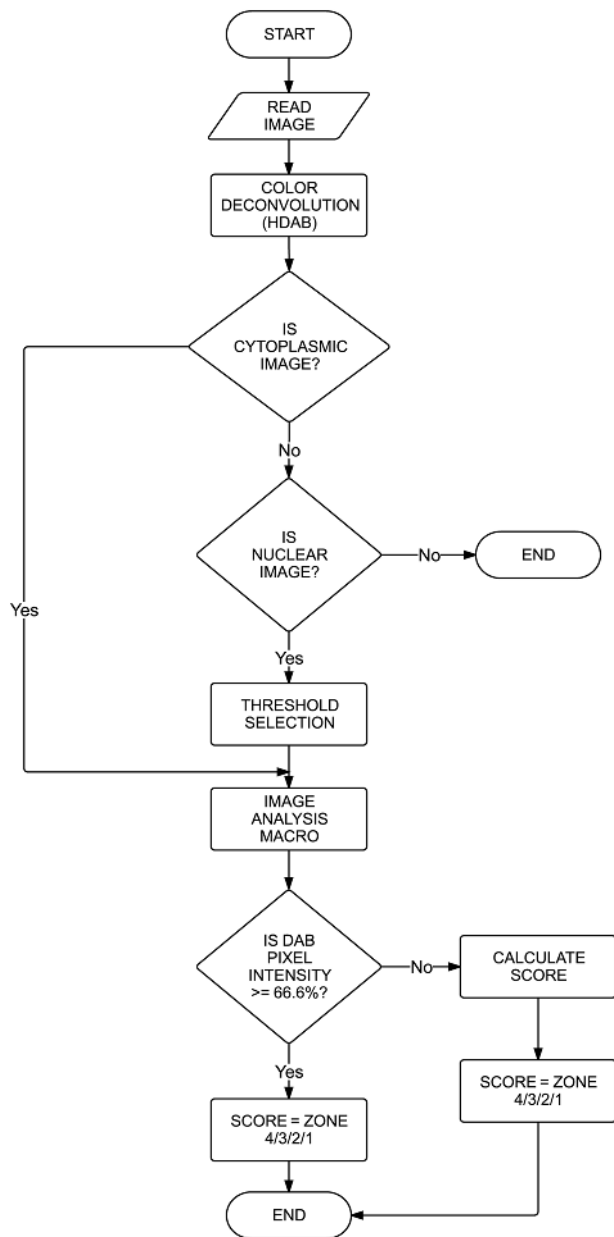 START
READ
IMAGE
COLOR
DECONVOLUTION
(HDAB)
IS
CYTOPLASMIC
IMAGE?
No
IS
NUCLEAR
IMAGE?
No
END
Yes
Yes
THRESHOLD
SELECTION
IMAGE
ANALYSIS
MACRO
IS DAB
PIXEL
INTENSITY
>= 66.6%?
No
CALCULATE
SCORE
Yes
SCORE = ZONE
4/3/2/1
SCORE = ZONE
4/3/2/1
END